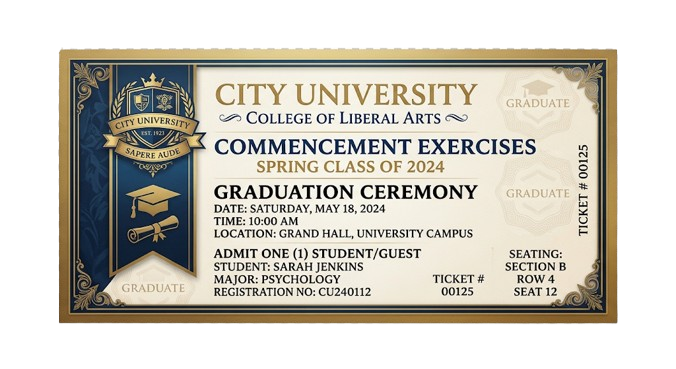 CITY UNIVERSITY
EST. 1923
SAPERE AUDE
GRADUATE
CITY UNIVERSITY
COLLEGE OF LIBERAL ARTS
COMMENCEMENT EXERCISES
SPRING CLASS OF 2024
GRADUATION CEREMONY
DATE: SATURDAY, MAY 18, 2024
TIME: 10:00 AM
LOCATION: GRAND HALL, UNIVERSITY CAMPUS
ADMIT ONE (1) STUDENT/GUEST
STUDENT: SARAH JENKINS
MAJOR: PSYCHOLOGY
REGISTRATION NO: CU240112
TICKET #
00125
SEATING:
SECTION B
ROW 4
SEAT 12
GRADUATE
GRADUATE
TICKET # 00125